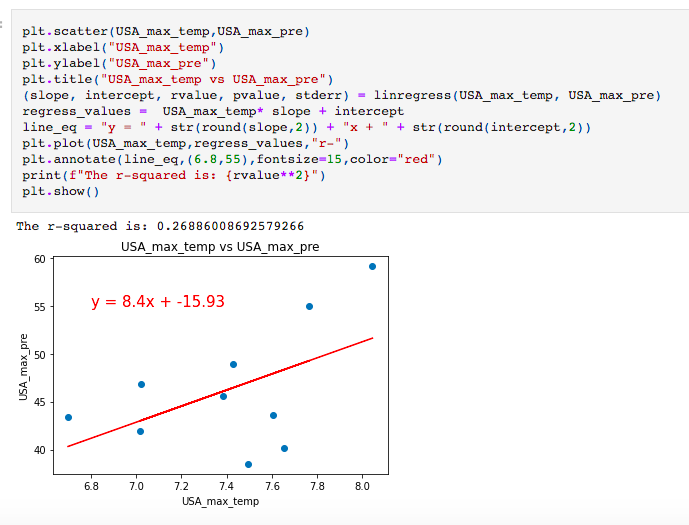 plt.scatter(USA_max_temp,USA_max_pre)
plt.xlabel("USA_max_temp")
plt.ylabel("USA_max_pre")
plt.title("USA_max_temp vs USA_max_pre")
(slope, intercept, rvalue, pvalue, stderr) = linregress(USA_max_temp, USA_max_pre)
regress_values =  USA_max_temp* slope + intercept
line_eq = "y = " + str(round(slope,2)) + "x + " + str(round(intercept,2))
plt.plot(USA_max_temp,regress_values,"r-")
plt.annotate(line_eq,(6.8,55),fontsize=15,color="red")
print(f"The r-squared is: {rvalue**2}")
plt.show()
The r-squared is: 0.26886008692579266
USA_max_temp vs USA_max_pre
60
y = 8.4x + -15.93
55
50
USA_max_pre
45
40
6.8 7.0 7.2 7.4 7.6 7.8 8.0
USA_max_temp